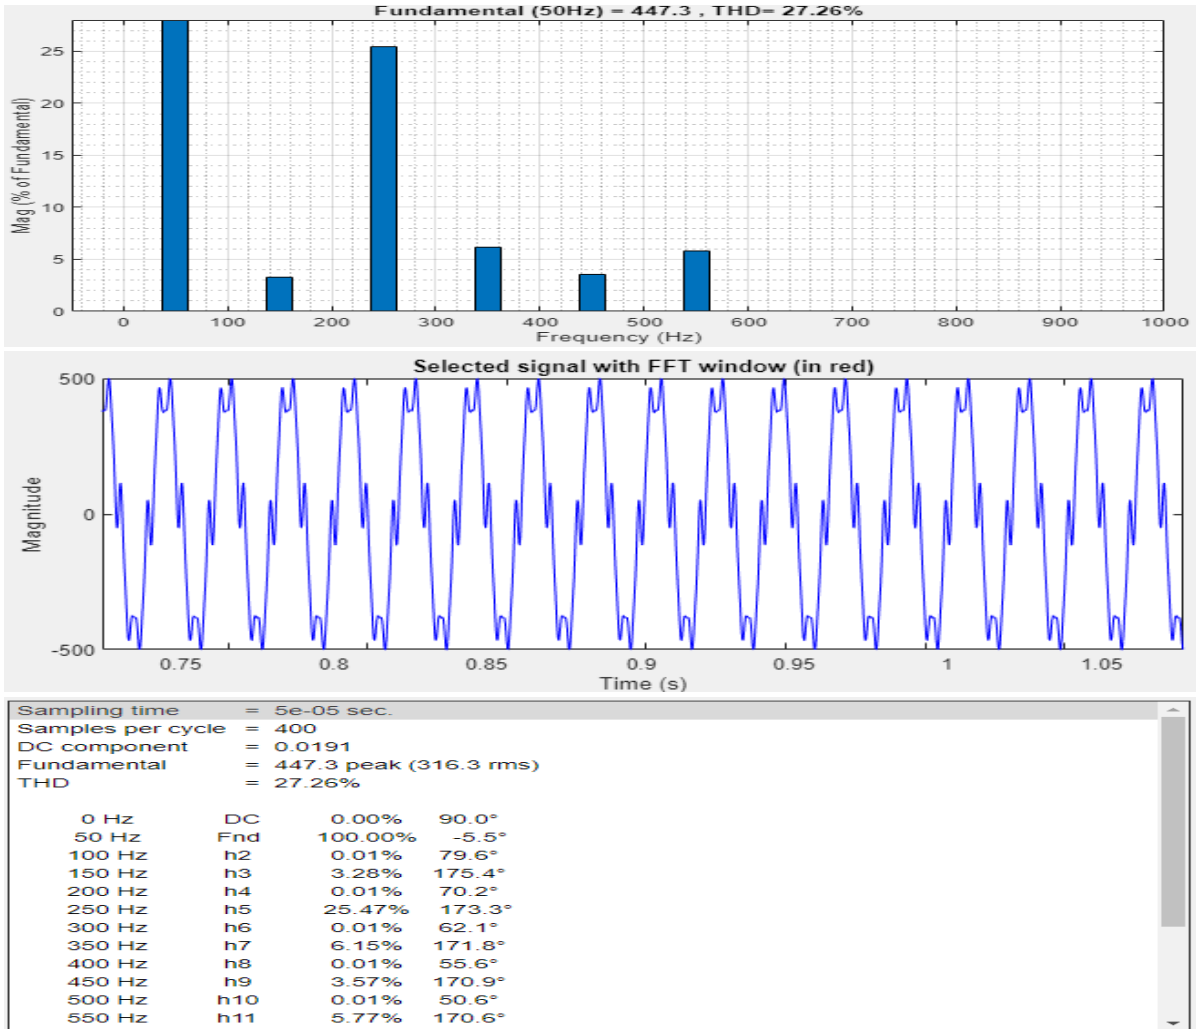 Fundamental (50Hz) = 447.3 , THD= 27.26%
25
20
15
10
5
0
Mag (% of Fundamental)
0 100 200 300 400 500 600 700 800 900 1000
Frequency (Hz)
Selected signal with FFT window (in red)
500
0
-500
Magnitude
0.75 0.8 0.85 0.9 0.95 1 1.05
Time (s)
Sampling time = 5e-05 sec.
Samples per cycle = 400
DC component = 0.0191
Fundamental = 447.3 peak (316.3 rms)
THD = 27.26%
0 Hz DC 0.00% 90.0°
50 Hz Fnd 100.00% -5.5°
100 Hz h2 0.01% 79.6°
150 Hz h3 3.28% 175.4°
200 Hz h4 0.01% 70.2°
250 Hz h5 25.47% 173.3°
300 Hz h6 0.01% 62.1°
350 Hz h7 6.15% 171.8°
400 Hz h8 0.01% 55.6°
450 Hz h9 3.57% 170.9°
500 Hz h10 0.01% 50.6°
550 Hz h11 5.77% 170.6°